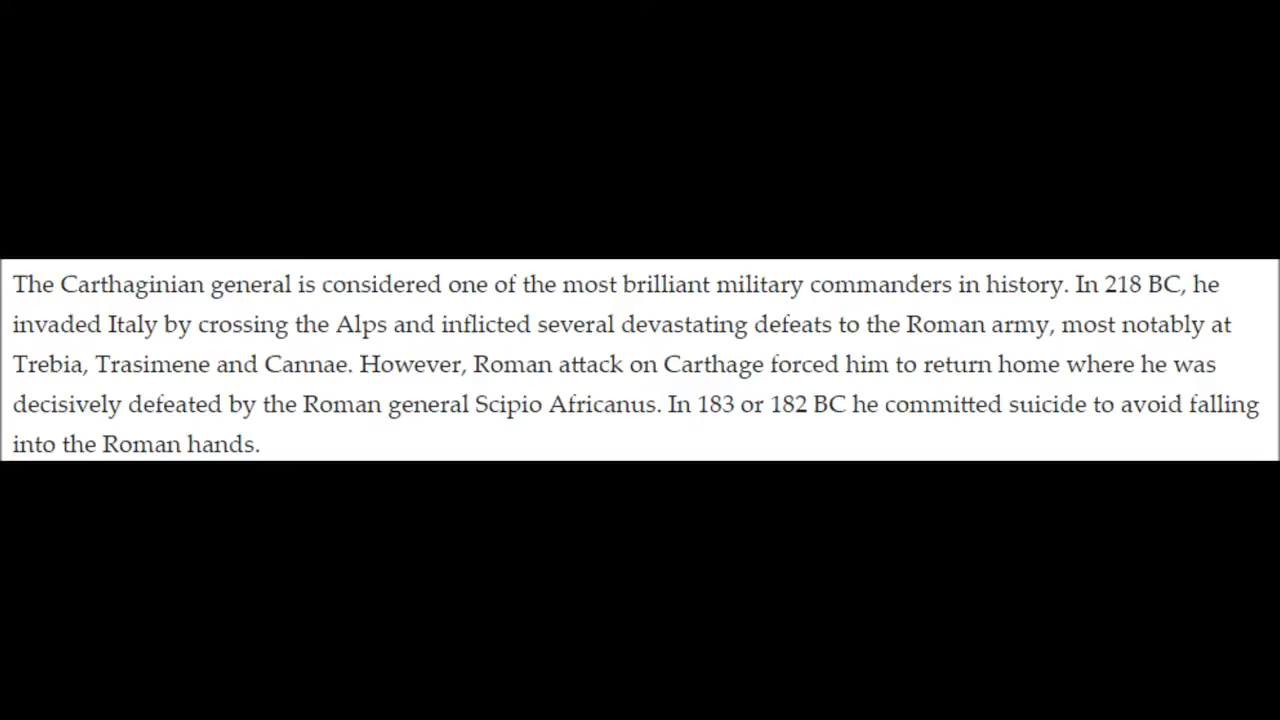 The Carthaginian general is considered one of the most brilliant military commanders in history. In 218 BC, he
invaded Italy by crossing the Alps and inflicted several devastating defeats to the Roman army, most notably at
Trebia, Trasimene and Cannae. However, Roman attack on Carthage forced him to return home where he was
decisively defeated by the Roman general Scipio Africanus. In 183 or 182 BC he committed suicide to avoid falling
into the Roman hands.